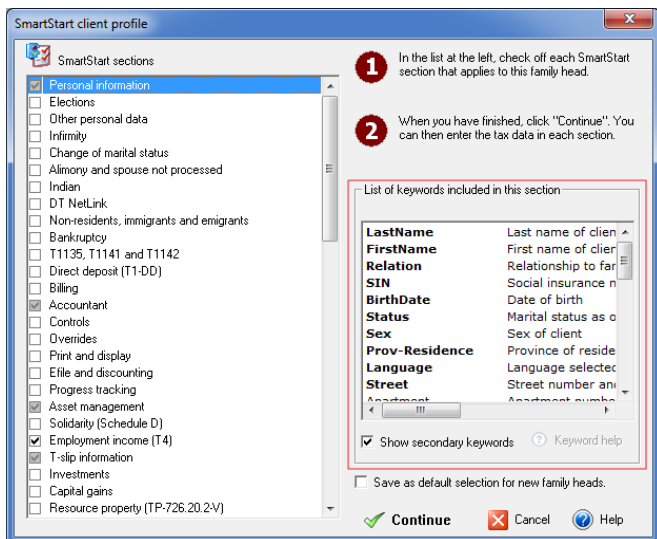 SmartStart client profile
SmartStart sections
Personal information
Elections
Other personal data
Infirmity
Change of marital status
Alimony and spouse not processed
Indian
DT NetLink
Non-residents, immigrants and emigrants
Bankruptcy
T1135, T1141 and T1142
Direct deposit (T1-DD)
Billing
Accountant
Controls
Overrides
Print and display
Efile and discounting
Progress tracking
Asset management
Solidarity (Schedule D)
Employment income (T4)
T-slip information
Investments
Capital gains
Resource property (TP-726.20.2-V)
1
In the list at the left, check off each SmartStart
section that applies to this family head.
2
When you have finished, click "Continue". You
can then enter the tax data in each section.
List of keywords included in this section
LastName Last name of clien
FirstName First name of clien
Relation Relationship to far
SIN Social insurance n
BirthDate Date of birth
Status Marital status as o
Sex Sex of client
Prov-Residence Province of reside
Language Language selected
Street Street number and
Apartment Apartment numbe
Show secondary keywords
? Keyword help
Save as default selection for new family heads.
Continue
Cancel
? Help